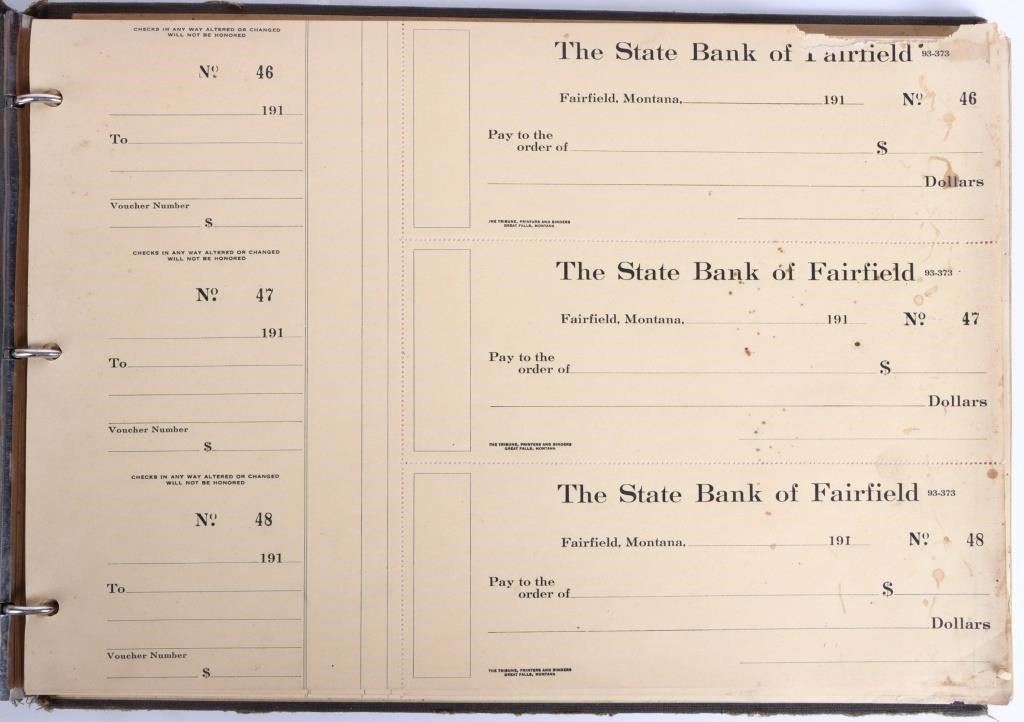 CHECKS IN ANY WAY ALTERED OR CHANGED
WILL NOT BE HONORED
Nº 46
191
To
Voucher Number
$
The State Bank of Fairfield 93-373
Fairfield, Montana, 191 Nº 46
Pay to the
order of $
Dollars
THE TRIBUNE, PRINTERS AND BINDERS
GREAT FALLS, MONTANA
CHECKS IN ANY WAY ALTERED OR CHANGED
WILL NOT BE HONORED
Nº 47
191
To
Voucher Number
$
The State Bank of Fairfield 93-373
Fairfield, Montana, 191 Nº 47
Pay to the
order of $
Dollars
THE TRIBUNE, PRINTERS AND BINDERS
GREAT FALLS, MONTANA
CHECKS IN ANY WAY ALTERED OR CHANGED
WILL NOT BE HONORED
Nº 48
191
To
Voucher Number
$
The State Bank of Fairfield 93-373
Fairfield, Montana, 191 Nº 48
Pay to the
order of $
Dollars
THE TRIBUNE, PRINTERS AND BINDERS
GREAT FALLS, MONTANA